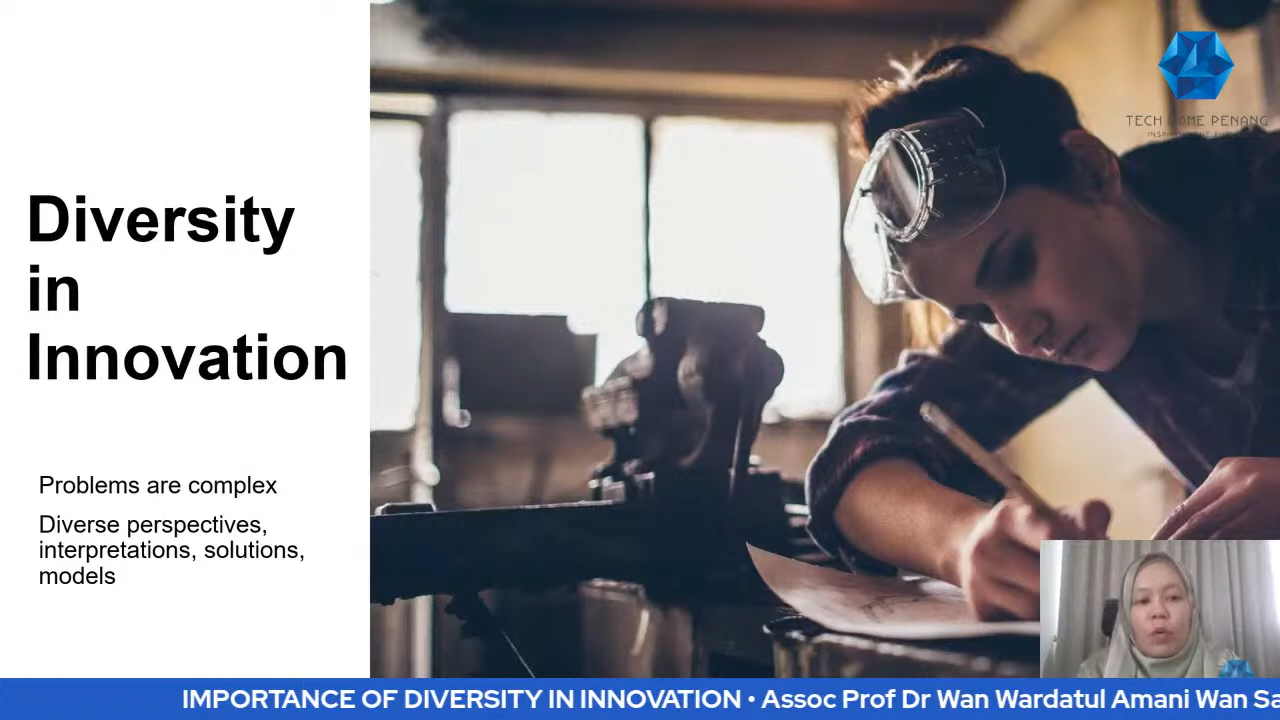 Diversity
in
Innovation
Problems are complex
Diverse perspectives,
interpretations, solutions,
models
TECH DOME PENANG
IMPORTANCE OF DIVERSITY IN INNOVATION • Assoc Prof Dr Wan Wardatul Amani Wan Sa